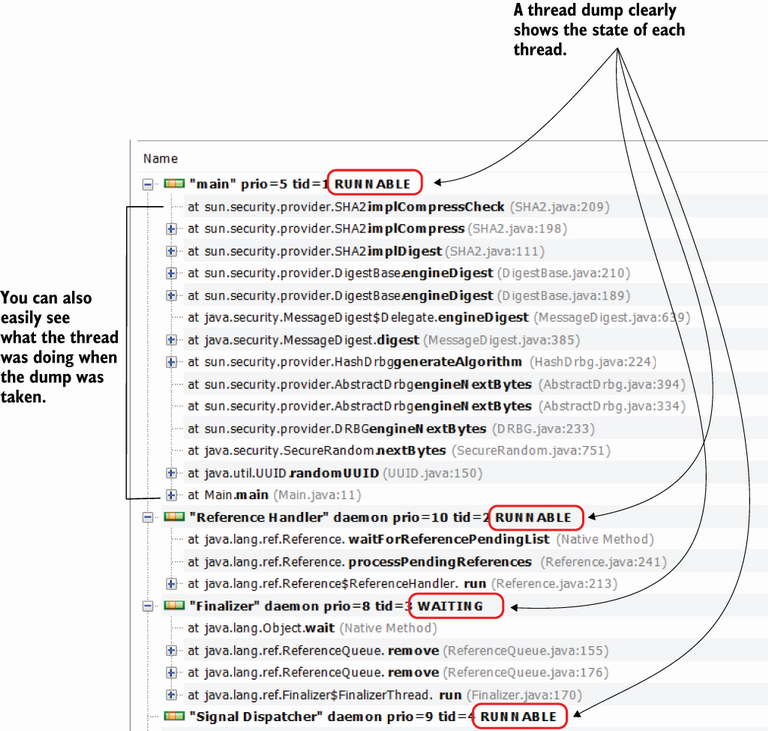 A thread dump clearly
shows the state of each
thread.
Name
"main" prio=5 tid=1 RUNNABLE
at sun.security.provider.SHA2implCompressCheck (SHA2.java:209)
at sun.security.provider.SHA2implCompress (SHA2.java:198)
at sun.security.provider.SHA2implDigest (SHA2.java:111)
at sun.security.provider.DigestBase.engineDigest (DigestBase.java:210)
at sun.security.provider.DigestBase.engineDigest (DigestBase.java:189)
at java.security.MessageDigest$Delegate.engineDigest (MessageDigest.java:639)
at java.security.MessageDigest.digest (MessageDigest.java:385)
at sun.security.provider.HashDrbggenerateAlgorithm (HashDrbg.java:224)
at sun.security.provider.AbstractDrbgengineNextBytes (AbstractDrbg.java:394)
at sun.security.provider.AbstractDrbgengineNextBytes (AbstractDrbg.java:334)
at sun.security.provider.DRBGengineNextBytes (DRBG.java:233)
at java.security.SecureRandom.nextBytes (SecureRandom.java:751)
at java.util.UUID.randomUUID (UUID.java:150)
at Main.main (Main.java:11)
You can also
easily see
what the thread
was doing when
the dump was
taken.
"Reference Handler" daemon prio=10 tid=2 RUNNABLE
at java.lang.ref.Reference. waitForReferencePendingList (Native Method)
at java.lang.ref.Reference. processPendingReferences (Reference.java:241)
at java.lang.ref.Reference$ReferenceHandler. run (Reference.java:213)
"Finalizer" daemon prio=8 tid=3 WAITING
at java.lang.Object.wait (Native Method)
at java.lang.ref.ReferenceQueue. remove (ReferenceQueue.java:155)
at java.lang.ref.ReferenceQueue. remove (ReferenceQueue.java:176)
at java.lang.ref.Finalizer$FinalizerThread. run (Finalizer.java:170)
"Signal Dispatcher" daemon prio=9 tid=4 RUNNABLE